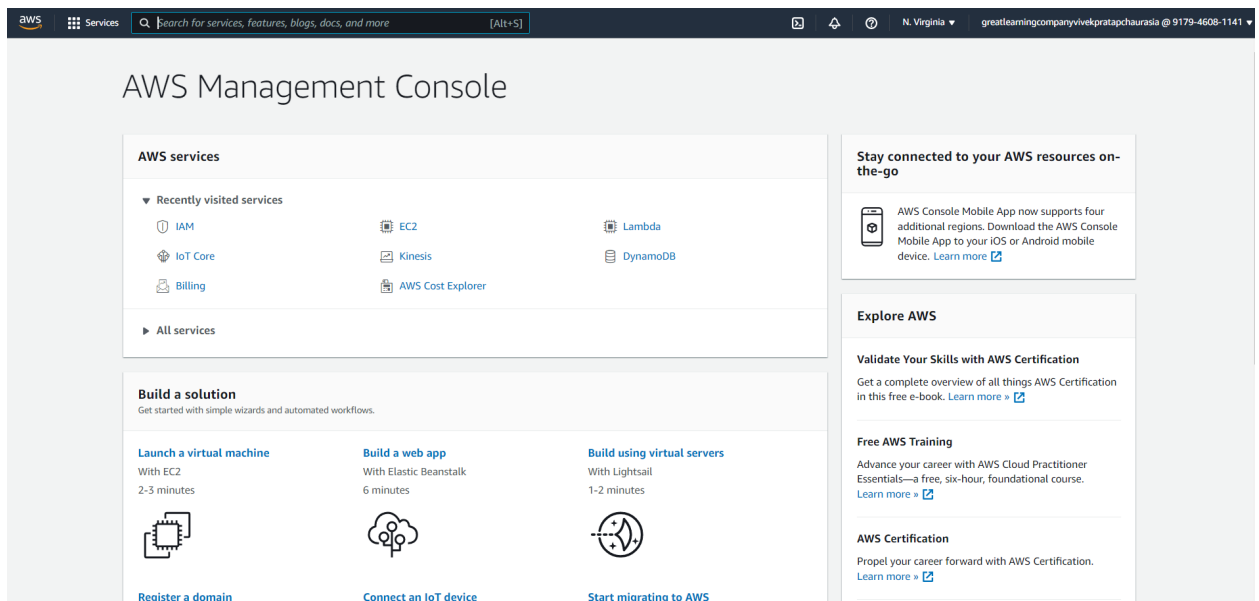 aws
Services
Search for services, features, blogs, docs, and more
[Alt+S]
N. Virginia
greatlearningcompanyvivekpratapchaurasia @ 9179-4608-1141
AWS Management Console
AWS services
Recently visited services
IAM
EC2
Lambda
IoT Core
Kinesis
DynamoDB
Billing
AWS Cost Explorer
All services
Build a solution
Get started with simple wizards and automated workflows.
Launch a virtual machine
With EC2
2-3 minutes
Build a web app
With Elastic Beanstalk
6 minutes
Build using virtual servers
With Lightsail
1-2 minutes
Register a domain
Connect an IoT device
Start migrating to AWS
Stay connected to your AWS resources on-
the-go
AWS Console Mobile App now supports four
additional regions. Download the AWS Console
Mobile App to your iOS or Android mobile
device. Learn more
Explore AWS
Validate Your Skills with AWS Certification
Get a complete overview of all things AWS Certification
in this free e-book. Learn more »
Free AWS Training
Advance your career with AWS Cloud Practitioner
Essentials—a free, six-hour, foundational course.
Learn more »
AWS Certification
Propel your career forward with AWS Certification.
Learn more »